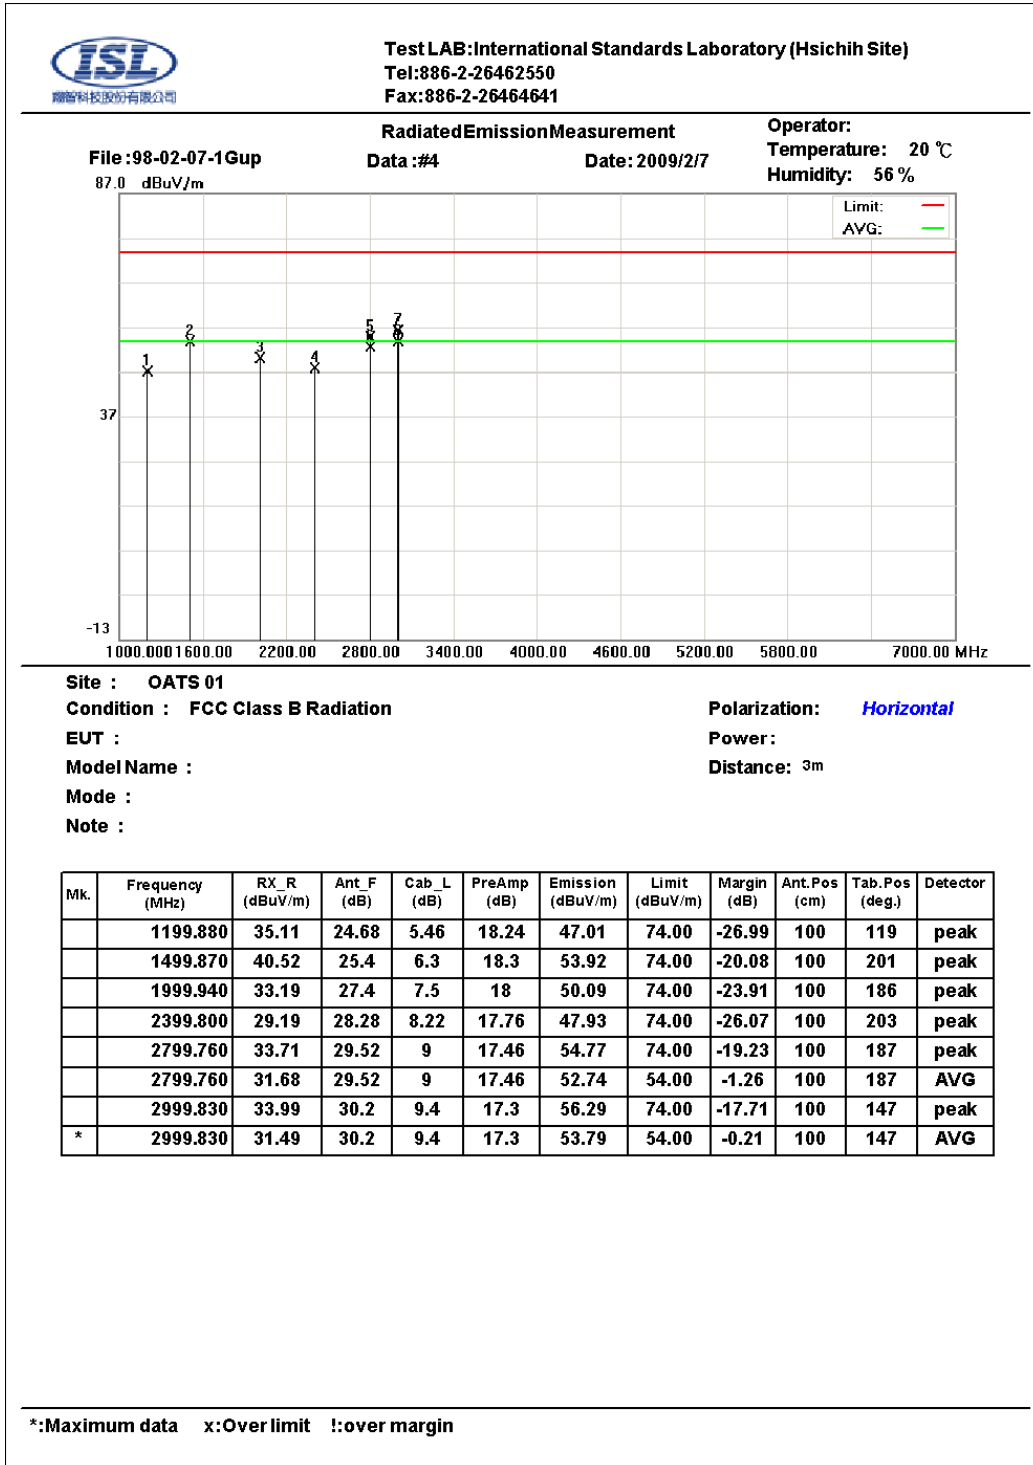 ISL
Test LAB:International Standards Laboratory (Hsichih Site)
Tel:886-2-26462550
Fax:886-2-26464641
翔智科技股份有限公司
Radiated Emission Measurement
Operator:
File :98-02-07-1Gup Data :#4 Date: 2009/2/7
Temperature: 20 ℃
Humidity: 56 %
87.0 dBuV/m
Limit:
AVG:
1 2 3 4 5 7
37
-13
1000.000 1600.00 2200.00 2800.00 3400.00 4000.00 4600.00 5200.00 5800.00 7000.00 MHz
Site : OATS 01
Condition : FCC Class B Radiation Polarization: Horizontal
EUT : Power:
Model Name : Distance: 3m
Mode :
Note :
Mk. Frequency (MHz) RX_R (dBuV/m) Ant_F (dB) Cab_L (dB) PreAmp (dB) Emission (dBuV/m) Limit (dBuV/m) Margin (dB) Ant.Pos (cm) Tab.Pos (deg.) Detector
1199.880 35.11 24.68 5.46 18.24 47.01 74.00 -26.99 100 119 peak
1499.870 40.52 25.4 6.3 18.3 53.92 74.00 -20.08 100 201 peak
1999.940 33.19 27.4 7.5 18 50.09 74.00 -23.91 100 186 peak
2399.800 29.19 28.28 8.22 17.76 47.93 74.00 -26.07 100 203 peak
2799.760 33.71 29.52 9 17.46 54.77 74.00 -19.23 100 187 peak
2799.760 31.68 29.52 9 17.46 52.74 54.00 -1.26 100 187 AVG
2999.830 33.99 30.2 9.4 17.3 56.29 74.00 -17.71 100 147 peak
* 2999.830 31.49 30.2 9.4 17.3 53.79 54.00 -0.21 100 147 AVG
*:Maximum data x:Over limit !:over margin